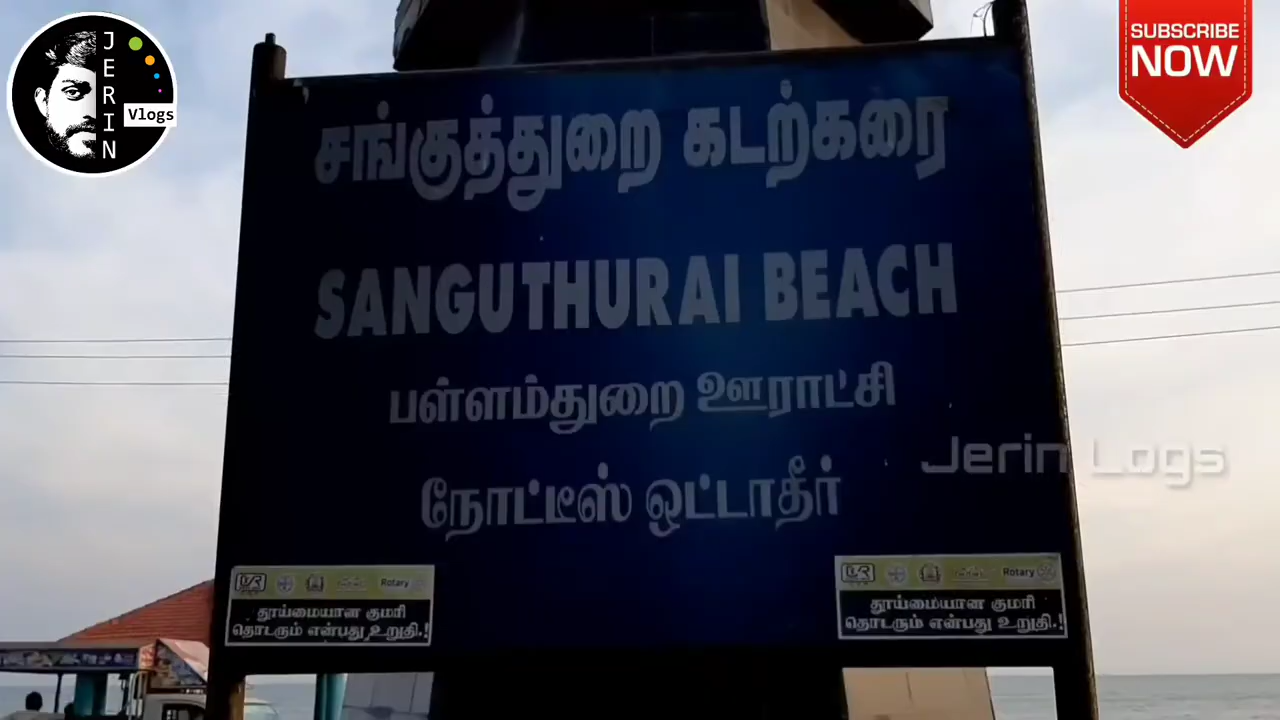 JERIN
Vlogs
SUBSCRIBE
NOW
சங்குத்துறை கடற்கரை
SANGUTHURAI BEACH
பள்ளம்துறை ஊராட்சி
Jerin Logs
நோட்டீஸ் ஒட்டாதீர்
Rotary
தூய்மையான குமரி
தொடரும் என்பது உறுதி.!
Rotary
தூய்மையான குமரி
தொடரும் என்பது உறுதி.!